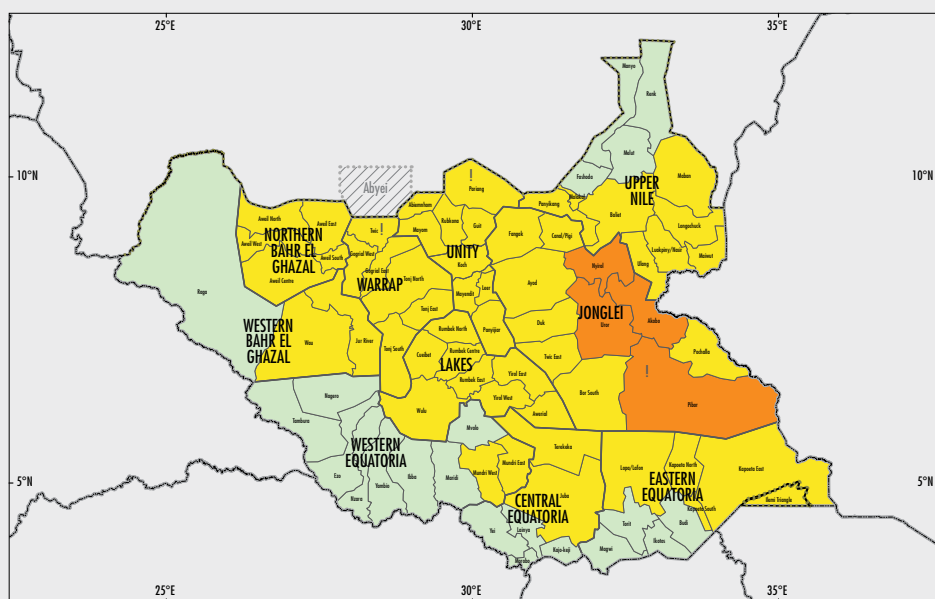 25°E 30°E 35°E
Manyo
Renk
10°N 10°N
Melut
Fashoda
Maban
Abyei
!
Pariang
UPPER
NILE
Abiemnhom
Panyikang
Malakal
Rubkona
Guit
Baliet
Mayom
Fangak
Canal/Pigi
Longochuk
Luakpiny/Nasir
Maiwut
Ulang
Aweil North
Aweil East
Twic !
Aweil West
NORTHERN
BAHR EL
GHAZAL
Aweil South
Aweil Centre
Gogrial West
Gogrial East
WARRAP
Tonj North
UNITY
Koch
Leer
Mayendit
Tonj East
Panyijiar
Ayod
Nyirol
JONGLEI
Uror
Akobo
Duk
Pochalla
Raga
WESTERN
BAHR EL
GHAZAL
Wau
Jur River
Tonj South
Rumbek North
Cueibet
Rumbek Centre
LAKES
Rumbek East
Yirol East
Yirol West
Twic East
!
Wulu
Awerial
Bor South
Pibor
Nagero
Tambura
Mvolo
WESTERN
EQUATORIA
Terekeka
Mundri East
Mundri West
Ezo
Yambio
Ibba
Maridi
Nzara
5°N 5°N
Lopa/Lafon
Kapoeta North
Kapoeta East
EASTERN
EQUATORIA
Kapoeta South
Ilemi Triangle
Juba
CENTRAL
EQUATORIA
Yei
Lainya
Torit
Budi
Ikotos
Magwi
Kajo-keji
Morobo
25°E 30°E 35°E